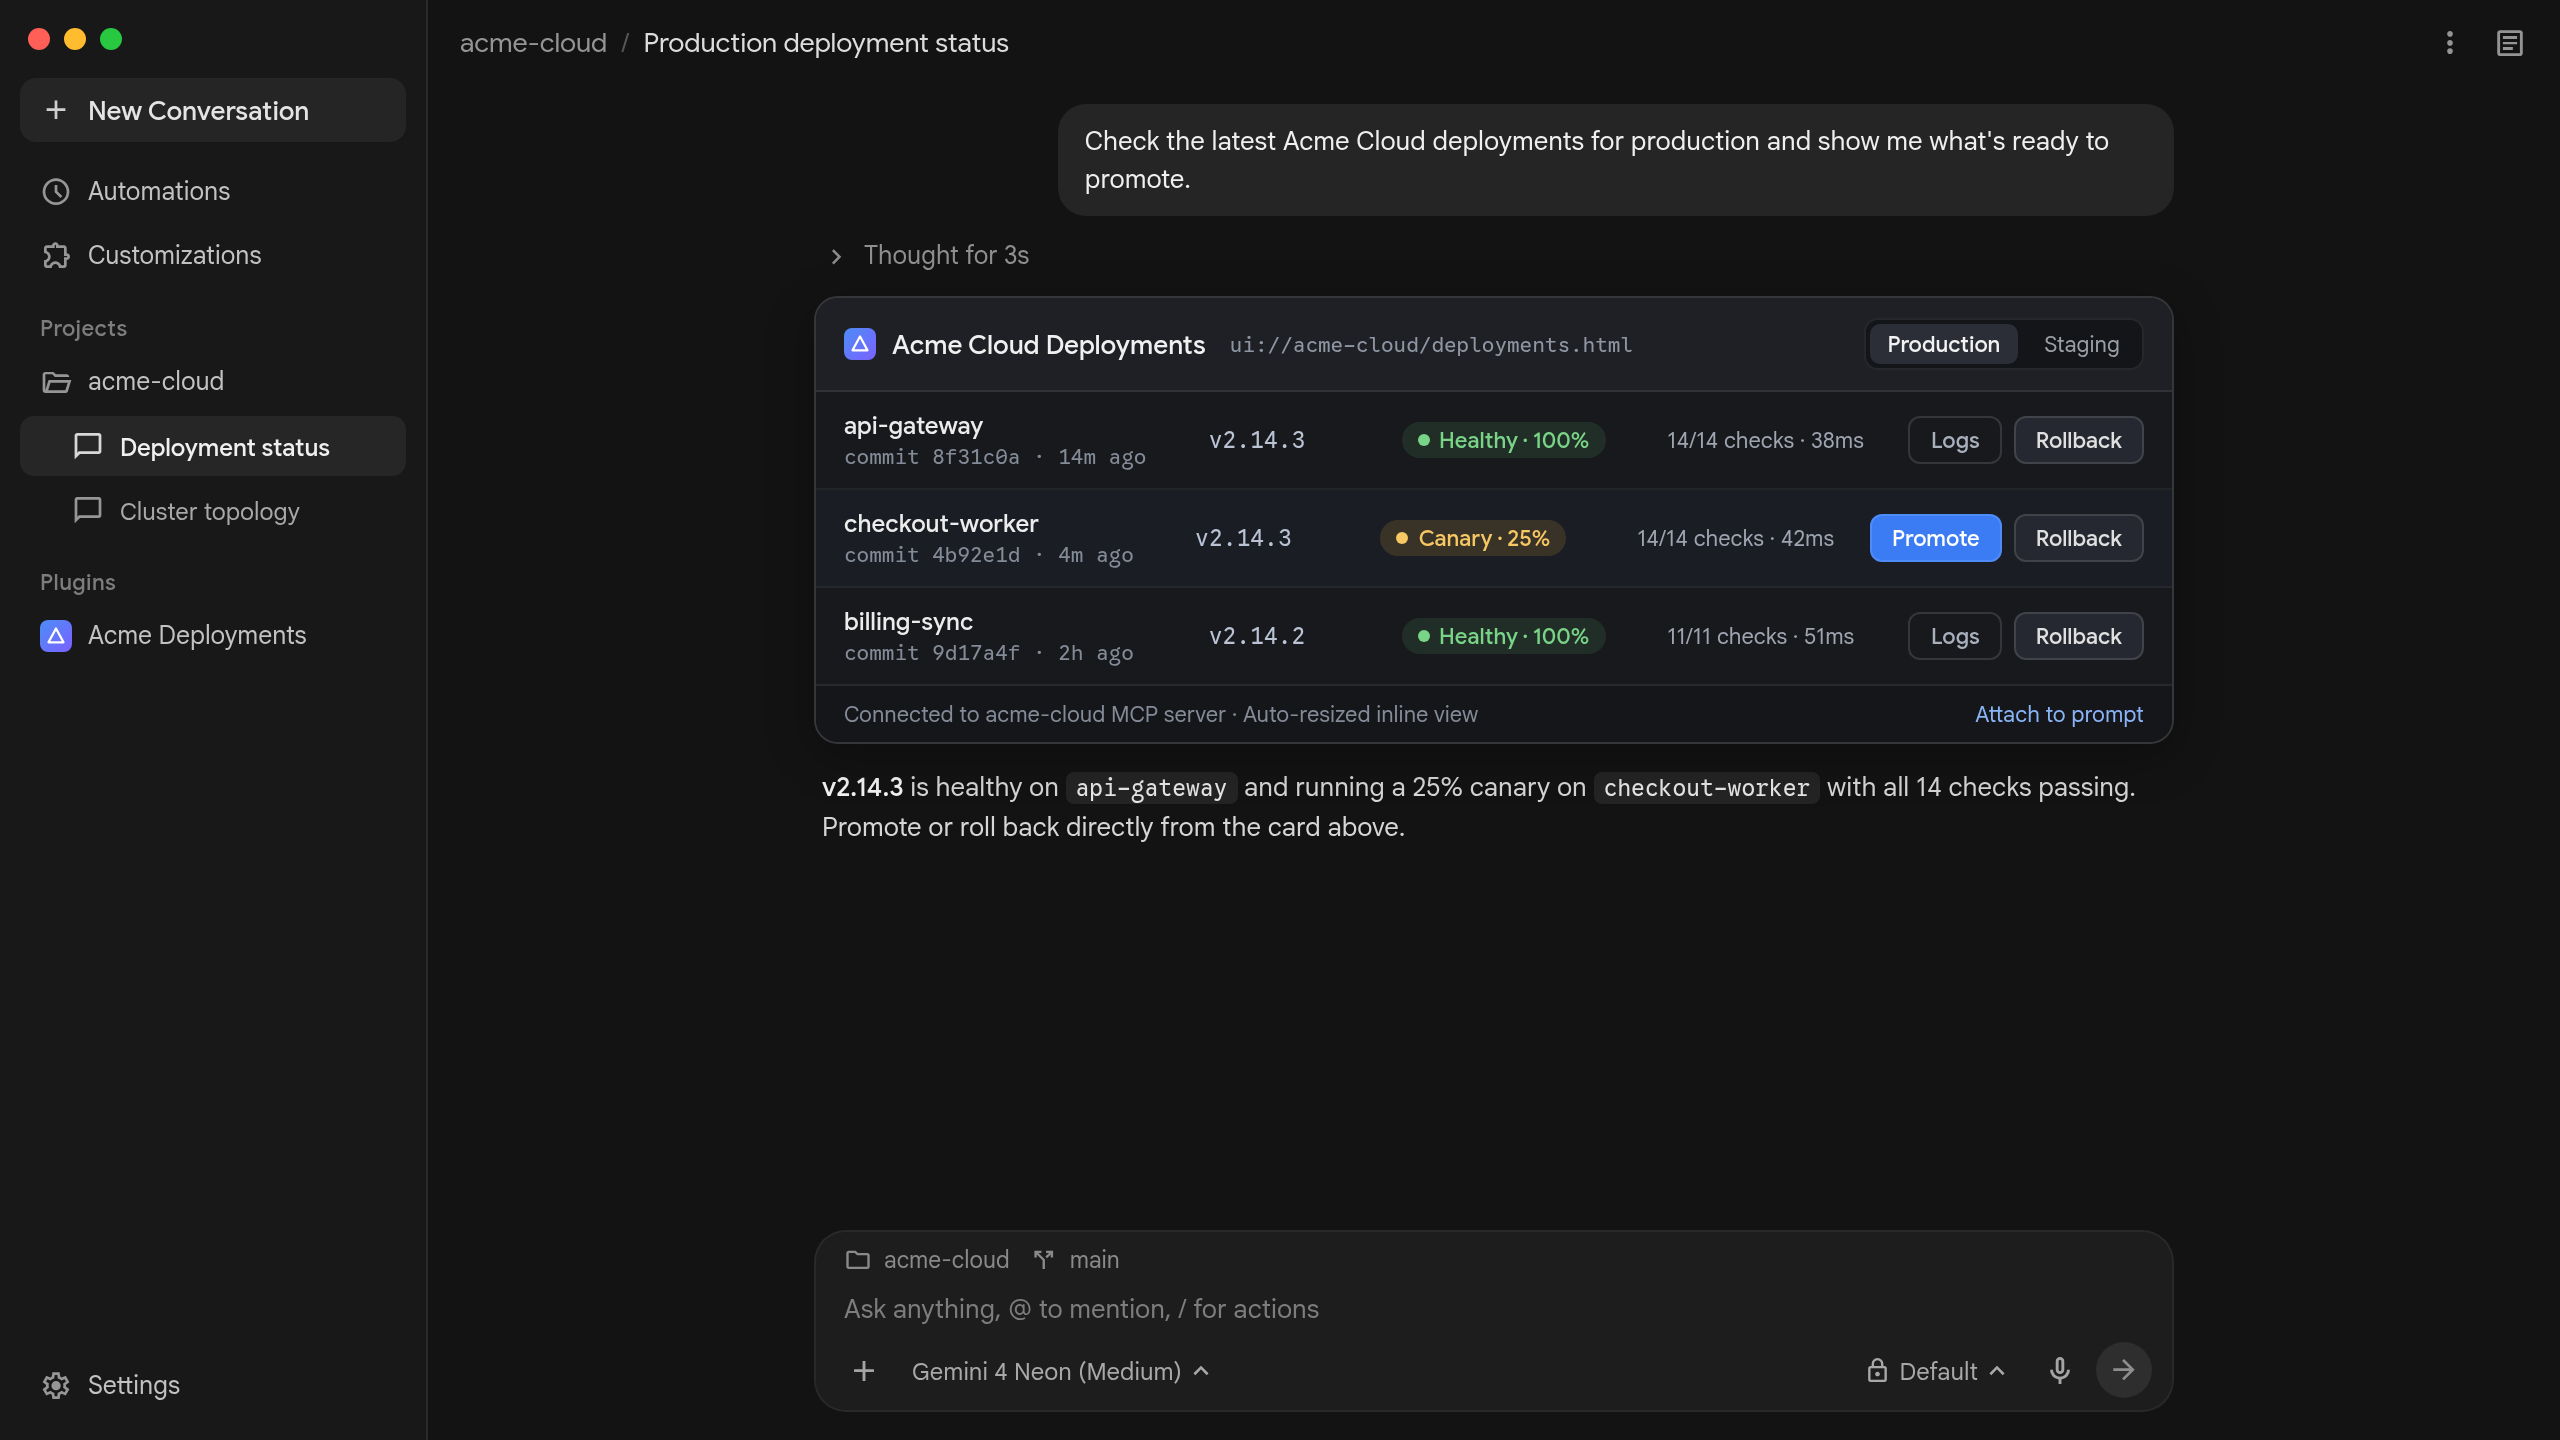 New Conversation
Automations
Customizations
Projects
acme-cloud
Deployment status
Cluster topology
Plugins
Acme Deployments
Settings
acme-cloud / Production deployment status
Check the latest Acme Cloud deployments for production and show me what's ready to
promote.
Thought for 3s
Acme Cloud Deployments ui://acme-cloud/deployments.html Production Staging
api-gateway
commit 8f31c0a · 14m ago
v2.14.3 Healthy · 100% 14/14 checks · 38ms Logs Rollback
checkout-worker
commit 4b92e1d · 4m ago
v2.14.3 Canary · 25% 14/14 checks · 42ms Promote Rollback
billing-sync
commit 9d17a4f · 2h ago
v2.14.2 Healthy · 100% 11/11 checks · 51ms Logs Rollback
Connected to acme-cloud MCP server · Auto-resized inline view Attach to prompt
v2.14.3 is healthy on api-gateway and running a 25% canary on checkout-worker with all 14 checks passing.
Promote or roll back directly from the card above.
acme-cloud main
Ask anything, @ to mention, / for actions
Gemini 4 Neon (Medium) Default